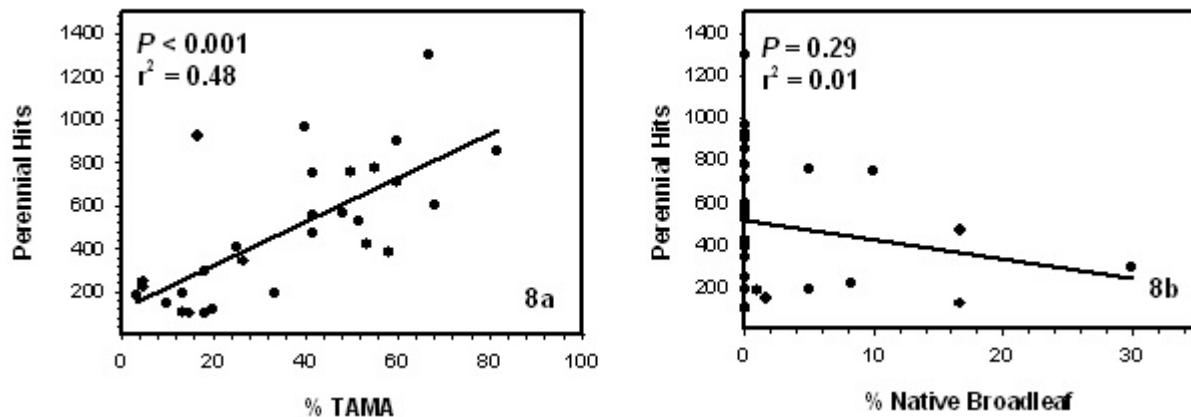 1400
1200
1000
800
600
400
200
Perennial Hits
P < 0.001
r² = 0.48
8a
0 20 40 60 80 100
% TAMA
1400
1200
1000
800
600
400
200
Perennial Hits
P = 0.29
r² = 0.01
8b
0 10 20 30
% Native Broadleaf